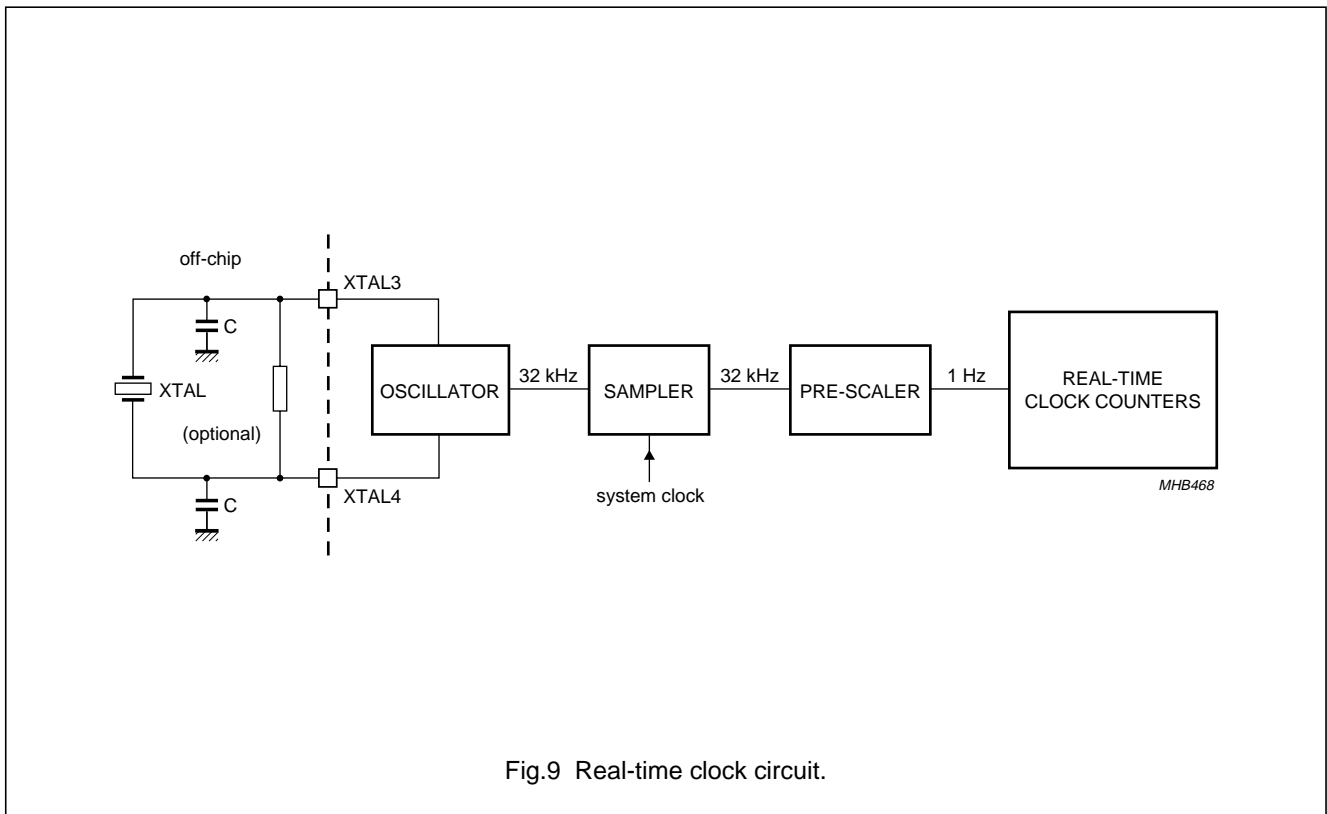 off-chip
XTAL3
C
XTAL
(optional)
XTAL4
C
OSCILLATOR
32 kHz
SAMPLER
system clock
32 kHz
PRE-SCALER
1 Hz
REAL-TIME
CLOCK COUNTERS
MHB468
Fig.9 Real-time clock circuit.